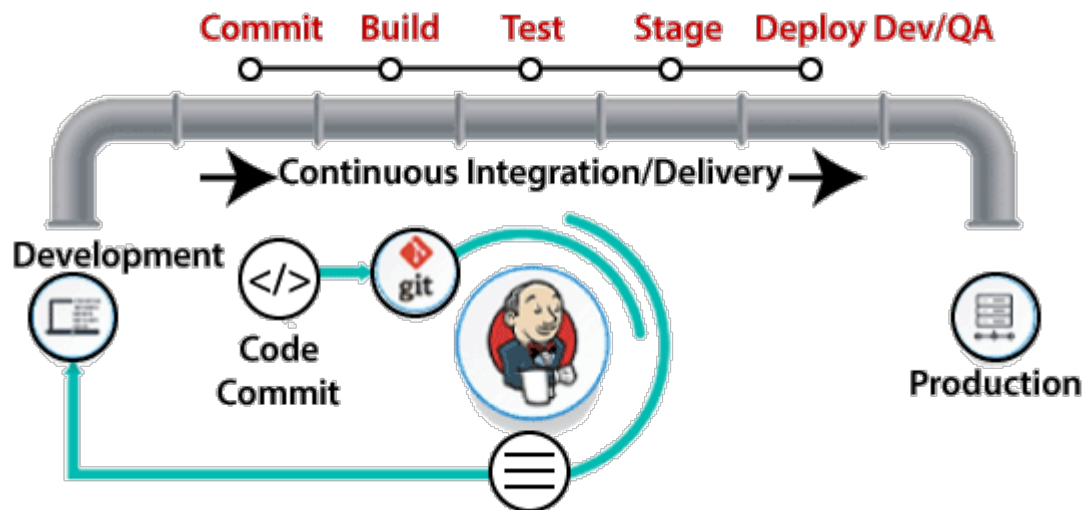 Commit Build Test Stage Deploy Dev/QA
Continuous Integration/Delivery
Development
</>
git
Code
Commit
Production